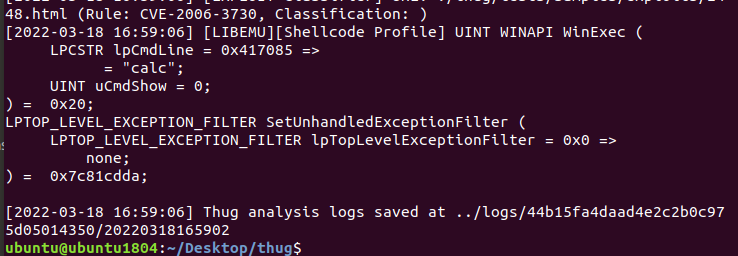 48.html (Rule: CVE-2006-3730, Classification: )
[2022-03-18 16:59:06] [LIBEMU][Shellcode Profile] UINT WINAPI WinExec (
     LPCSTR lpCmdLine = 0x417085 =>
           = "calc";
     UINT uCmdShow = 0;
) =  0x20;
LPTOP_LEVEL_EXCEPTION_FILTER SetUnhandledExceptionFilter (
     LPTOP_LEVEL_EXCEPTION_FILTER lpTopLevelExceptionFilter = 0x0 =>
         none;
) =  0x7c81cdda;

[2022-03-18 16:59:06] Thug analysis logs saved at ../logs/44b15fa4daad4e2c2b0c97
5d05014350/20220318165902
ubuntu@ubuntu1804:~/Desktop/thug$